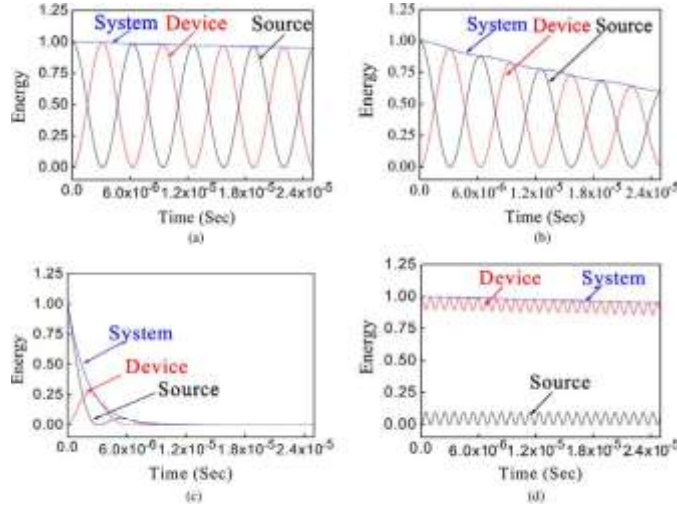 1.25
System
Device
Source
1.00
0.75
0.50
0.25
0.00
Energy
0.0
6.0x10⁻⁶
1.2x10⁻⁵
1.8x10⁻⁵
2.4x10⁻⁵
Time (Sec)
(a)
1.25
System
Device
Source
1.00
0.75
0.50
0.25
0.00
Energy
0.0
6.0x10⁻⁶
1.2x10⁻⁵
1.8x10⁻⁵
2.4x10⁻⁵
Time (Sec)
(b)
1.25
1.00
0.75
0.50
0.25
0.00
Energy
System
Device
Source
0.0
6.0x10⁻⁶
1.2x10⁻⁵
1.8x10⁻⁵
2.4x10⁻⁵
Time (Sec)
(c)
1.25
Device
System
1.00
0.75
0.50
0.25
0.00
Energy
Source
0.0
6.0x10⁻⁶
1.2x10⁻⁵
1.8x10⁻⁵
2.4x10⁻⁵
Time (Sec)
(d)